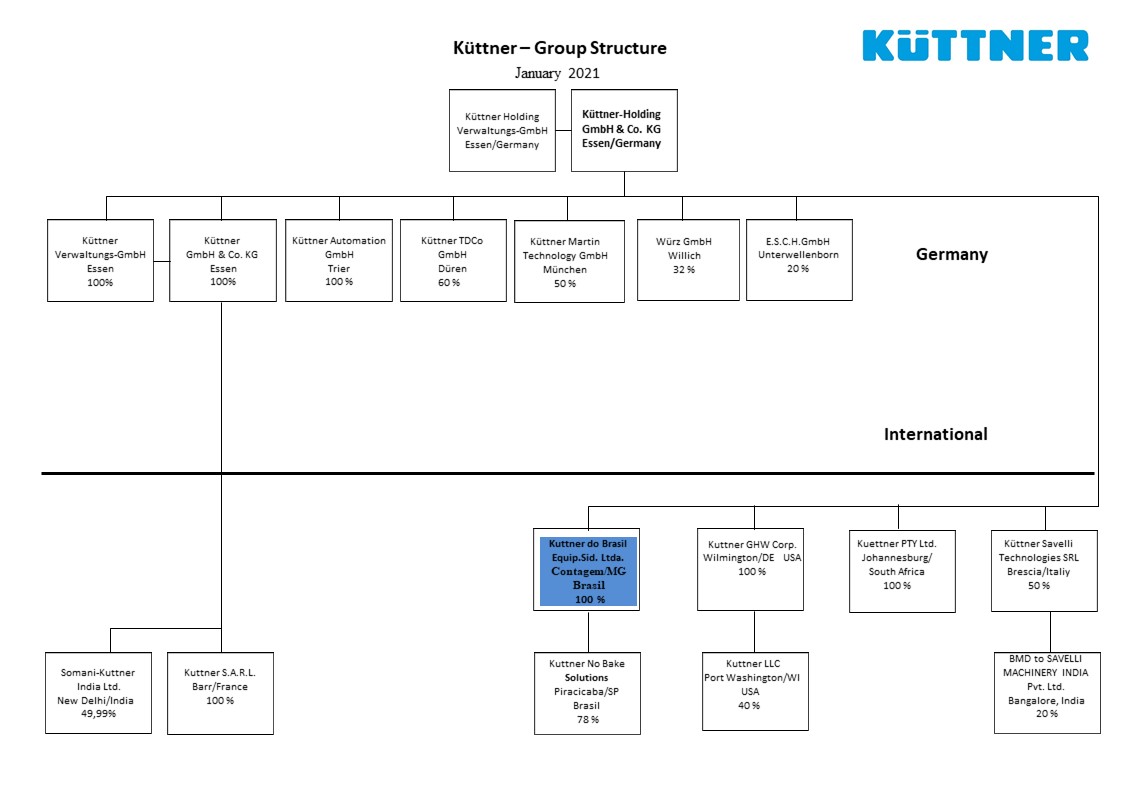 KÜTTNER
Küttner – Group Structure
January 2021
Küttner Holding
Verwaltungs-GmbH
Essen/Germany
Küttner-Holding
GmbH & Co. KG
Essen/Germany
Küttner
Verwaltungs-GmbH
Essen
100%
Küttner
GmbH & Co. KG
Essen
100%
Küttner Automation
GmbH
Trier
100 %
Küttner TDCo
GmbH
Düren
60 %
Küttner Martin
Technology GmbH
München
50 %
Würz GmbH
Willich
32 %
E.S.C.H.GmbH
Unterwellenborn
20 %
Germany
International
Kuttner do Brasil
Equip.Sid. Ltda.
Contagem/MG
Brasil
100 %
Kuttner GHW Corp.
Wilmington/DE USA
100 %
Kuettner PTY Ltd.
Johannesburg/
South Africa
100 %
Küttner Savelli
Technologies SRL
Brescia/Italiy
50 %
Somani-Kuttner
India Ltd.
New Delhi/India
49,99%
Kuttner S.A.R.L.
Barr/France
100 %
Kuttner No Bake
Solutions
Piracicaba/SP
Brasil
78 %
Kuttner LLC
Port Washington/WI
USA
40 %
BMD to SAVELLI
MACHINERY INDIA
Pvt. Ltd.
Bangalore, India
20 %